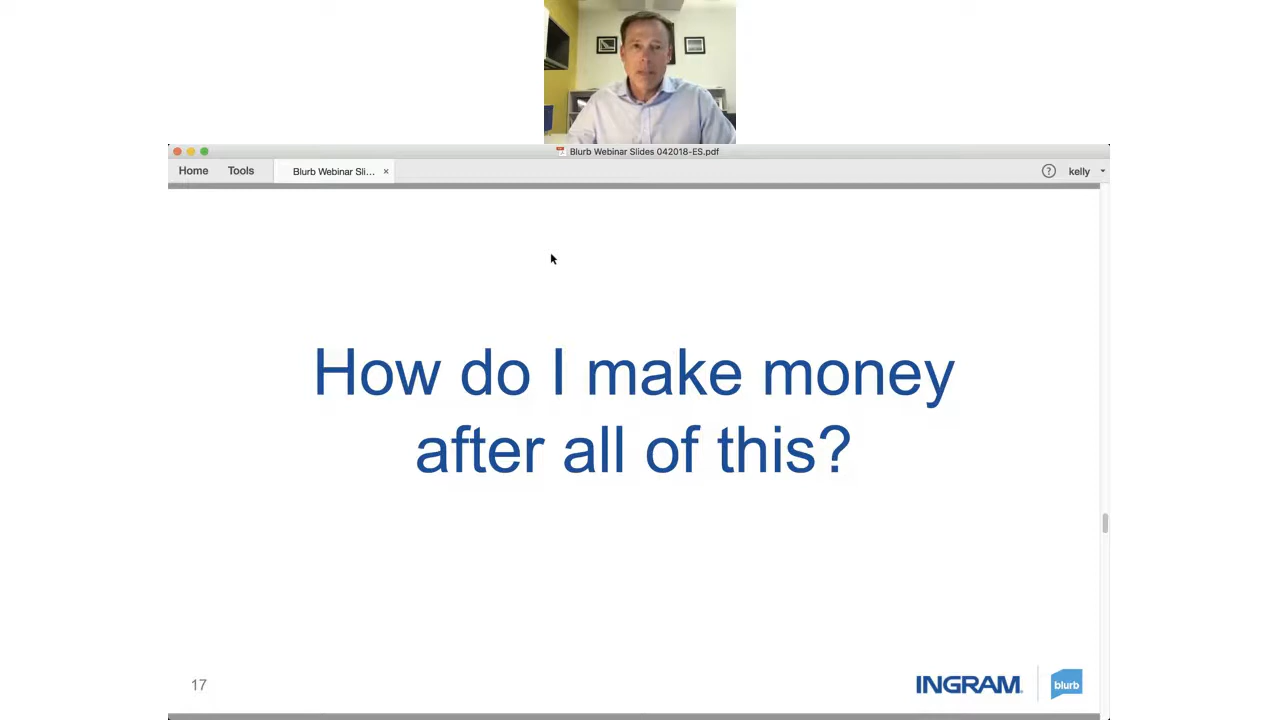 Blurb Webinar Slides 042018-ES.pdf
Home Tools Blurb Webinar Sli... × ? kelly
How do I make money
after all of this?
17 INGRAM blurb